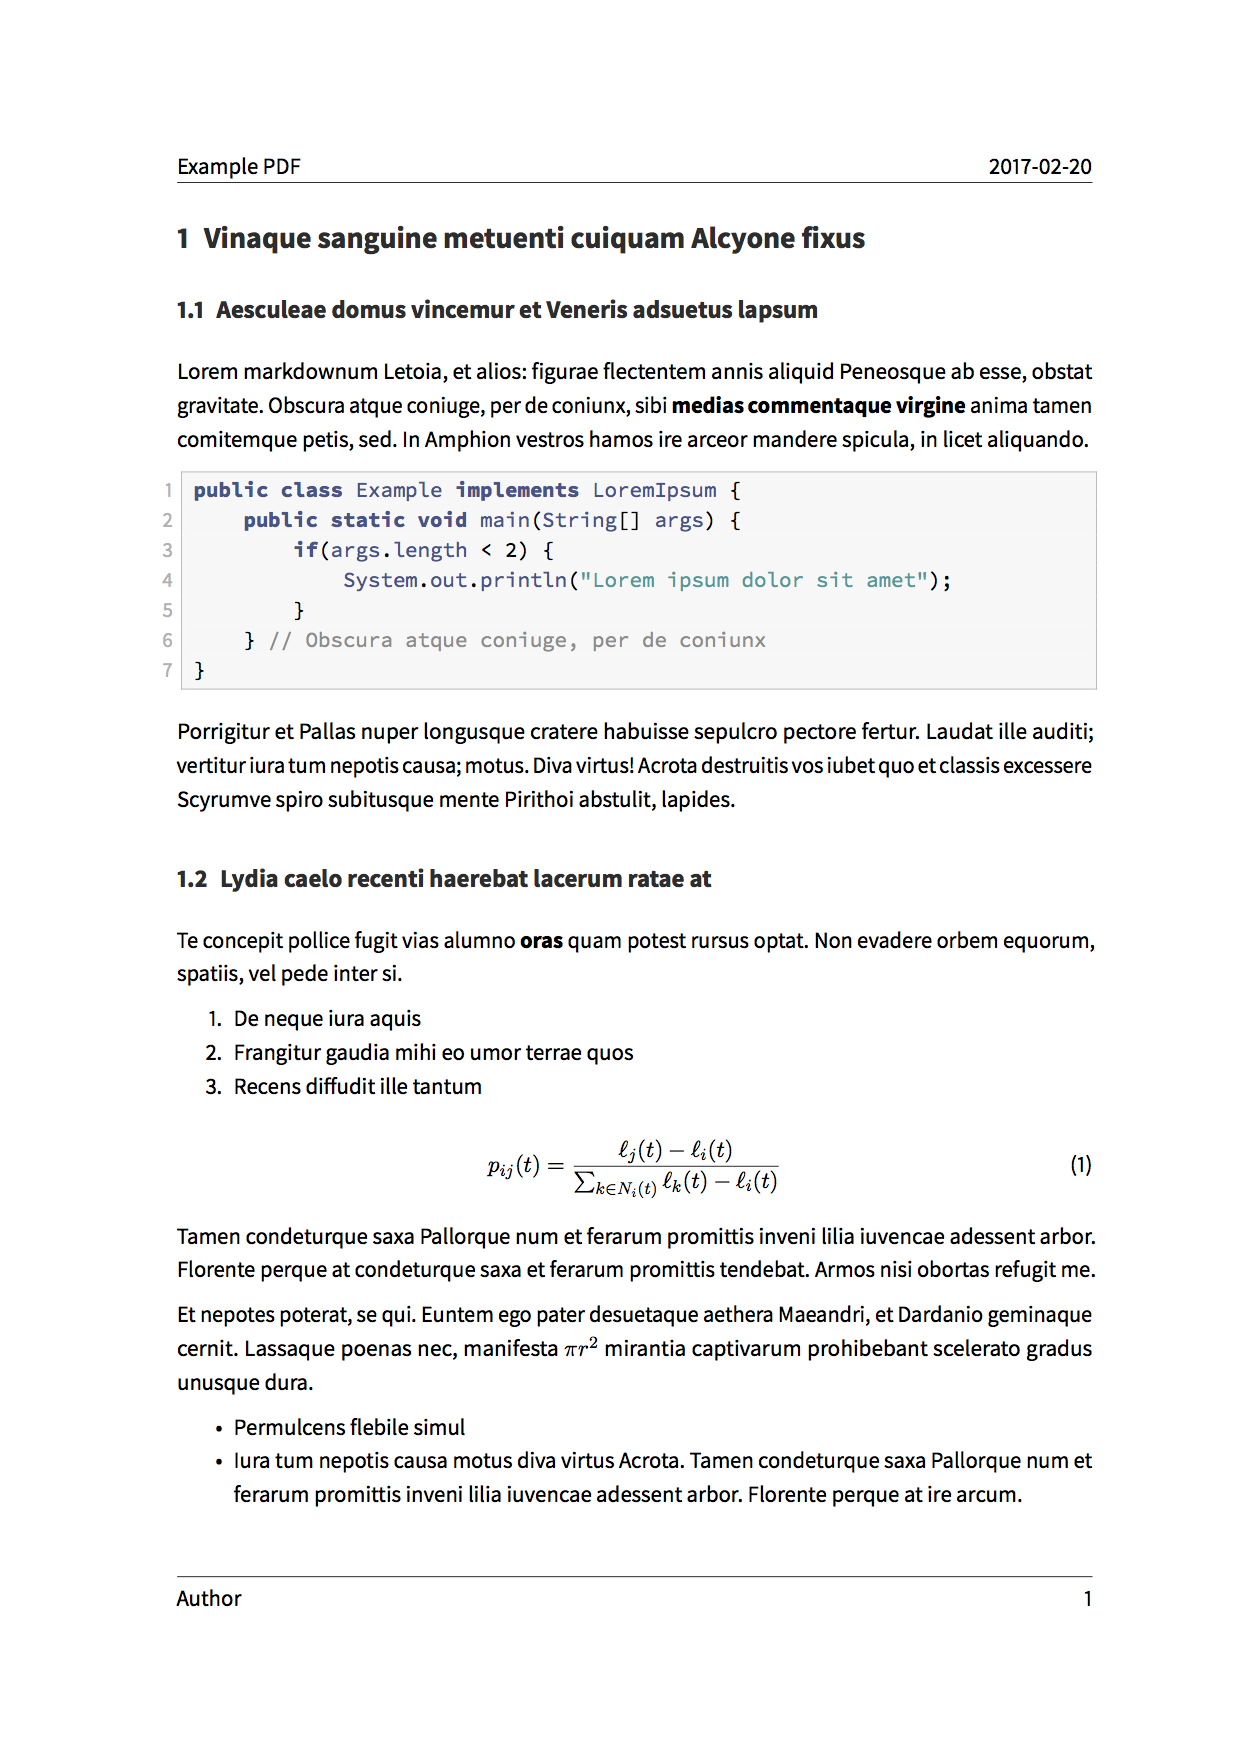 Example PDF 2017-02-20
1 Vinaque sanguine metuenti cuiquam Alcyone fixus
1.1 Aesculeae domus vincemur et Veneris adsuetus lapsum
Lorem markdownum Letoia, et alios: figurae flectentem annis aliquid Peneosque ab esse, obstat
gravitate. Obscura atque coniuge, per de coniunx, sibi medias commentaque virgine anima tamen
comitemque petis, sed. In Amphion vestros hamos ire arceor mandere spicula, in licet aliquando.
1 public class Example implements LoremIpsum {
2     public static void main(String[] args) {
3         if(args.length < 2) {
4             System.out.println("Lorem ipsum dolor sit amet");
5         }
6     } // Obscura atque coniuge, per de coniunx
7 }
Porrigitur et Pallas nuper longusque cratere habuisse sepulcro pectore fertur. Laudat ille auditi;
vertitur iura tum nepotis causa; motus. Diva virtus! Acrota destruitis vos iubet quo et classis excessere
Scyrumve spiro subitusque mente Pirithoi abstulit, lapides.
1.2 Lydia caelo recenti haerebat lacerum ratae at
Te concepit pollice fugit vias alumno oras quam potest rursus optat. Non evadere orbem equorum,
spatiis, vel pede inter si.
1. De neque iura aquis
2. Frangitur gaudia mihi eo umor terrae quos
3. Recens diffudit ille tantum
ℓj(t) − ℓi(t)
pij(t) = (1)
∑k∈Ni(t) ℓk(t) − ℓi(t)
Tamen condeturque saxa Pallorque num et ferarum promittis inveni lilia iuvencae adessent arbor.
Florente perque at condeturque saxa et ferarum promittis tendebat. Armos nisi obortas refugit me.
Et nepotes poterat, se qui. Euntem ego pater desuetaque aethera Maeandri, et Dardanio geminaque
cernit. Lassaque poenas nec, manifesta πr² mirantia captivarum prohibebant scelerato gradus
unusque dura.
• Permulcens flebile simul
• Iura tum nepotis causa motus diva virtus Acrota. Tamen condeturque saxa Pallorque num et
ferarum promittis inveni lilia iuvencae adessent arbor. Florente perque at ire arcum.
Author 1